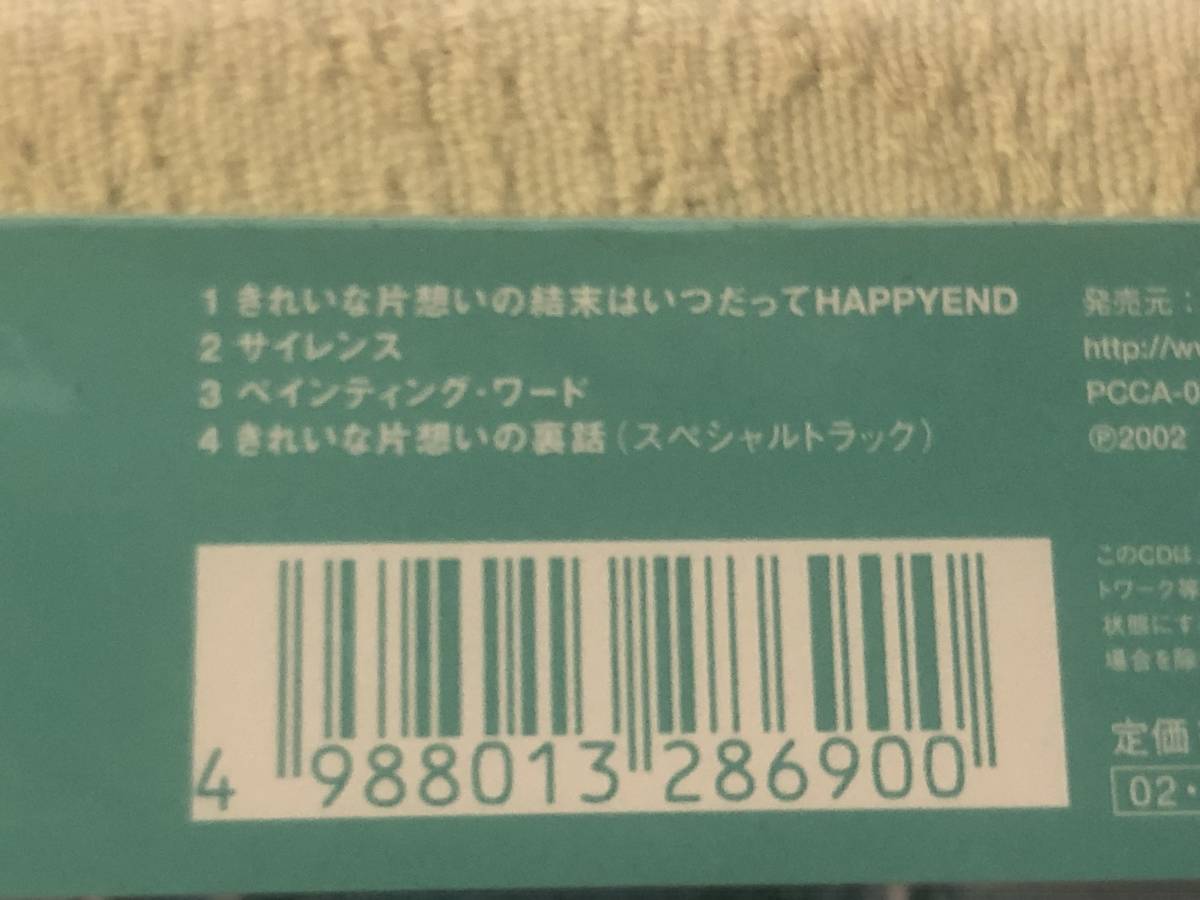 1 きれいな片想いの結末はいつだってHAPPYEND
2 サイレンス
3 ペインティング・ワード
4 きれいな片想いの裏話(スペシャルトラック)
発売元:
http://w
PCCA-0
Ⓟ2002
このCDは
トワーク等
状態にす
場合を除
定価
02・
4 988013 286900